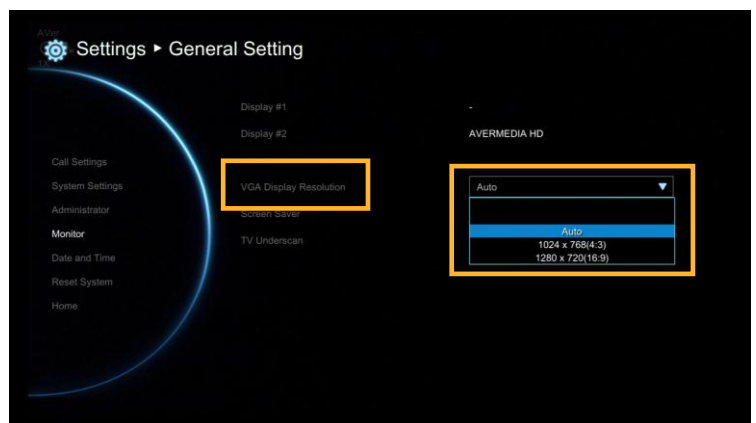 AVer
Settings ▸ General Setting
1X
Display #1 -
Display #2 AVERMEDIA HD
Call Settings
System Settings
VGA Display Resolution Auto ▼
Administrator
Screen Saver
Auto
Monitor
TV Underscan
1024 x 768(4:3)
1280 x 720(16:9)
Date and Time
Reset System
Home